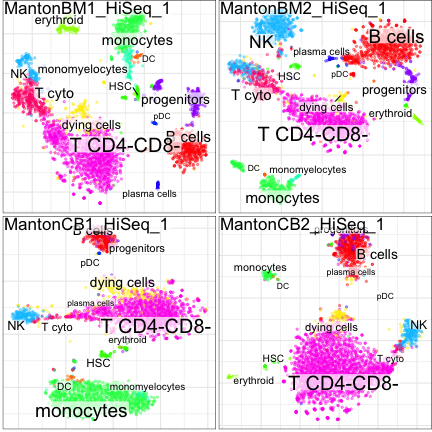 MantonBM1_HiSeq_1
erythroid
monocytes
DC
NK
monomyelocytes
HSC
T cyto
progenitors
pDC
dying cells
B cells
T CD4-CD8-
plasma cells
MantonBM2_HiSeq_1
B cells
NK
plasma cells
pDC
HSC
T cyto
progenitors
dying cells
erythroid
T CD4-CD8-
DC
monomyelocytes
monocytes
MantonCB1_HiSeq_1
B cells
progenitors
pDC
dying cells
plasma cells
NK
T cyto
T CD4-CD8-
erythroid
HSC
DC
monomyelocytes
monocytes
MantonCB2_HiSeq_1
progenitors
B cells
monocytes
plasma cells
DC
pDC
dying cells
NK
HSC
T cyto
erythroid
T CD4-CD8-